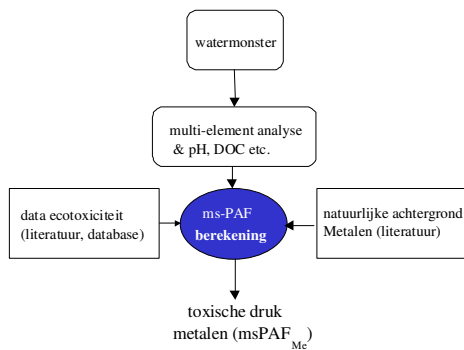 watermonster
multi-element analyse
& pH, DOC etc.
data ecotoxiciteit
(literatuur, database)
ms-PAF
berekening
natuurlijke achtergrond
Metalen (literatuur)
toxische druk
metalen (msPAFMe)